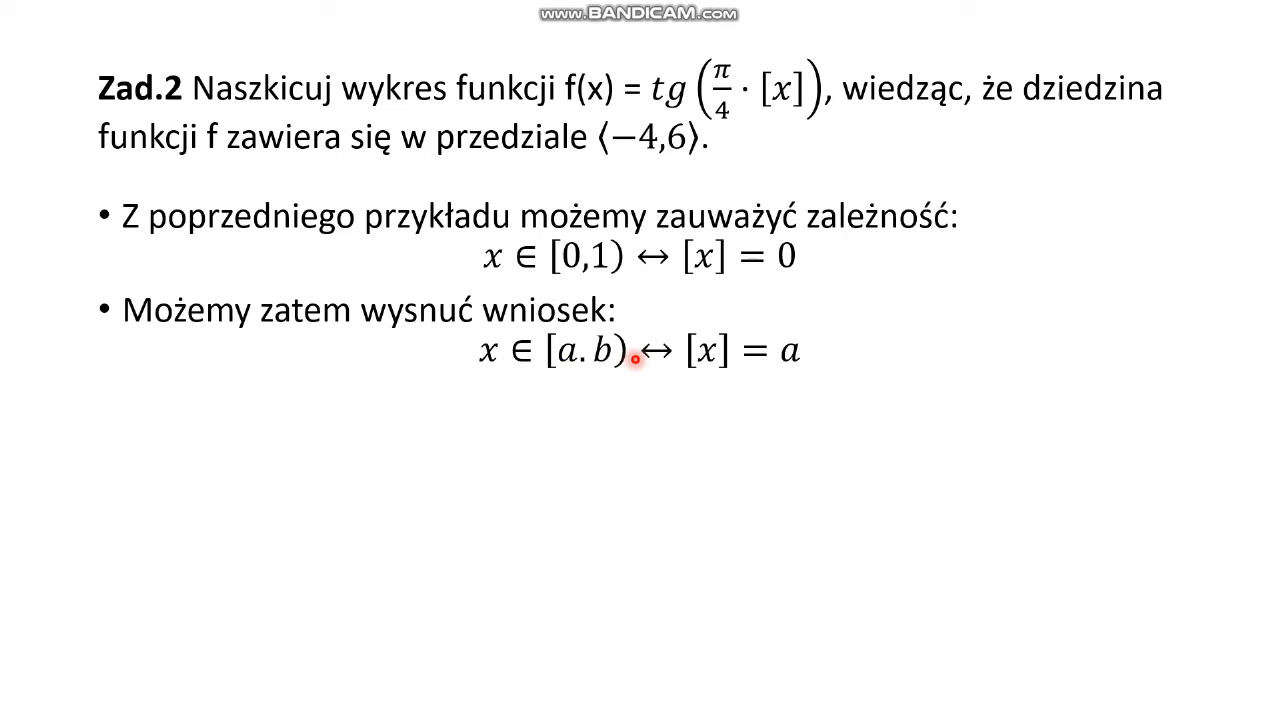 www.BANDICAM.com
Zad.2 Naszkicuj wykres funkcji f(x) = tg(π/4 · [x]), wiedząc, że dziedzina
funkcji f zawiera się w przedziale ⟨−4,6⟩.
• Z poprzedniego przykładu możemy zauważyć zależność:
x ∈ [0,1) ↔ [x] = 0
• Możemy zatem wysnuć wniosek:
x ∈ [a.b) ↔ [x] = a